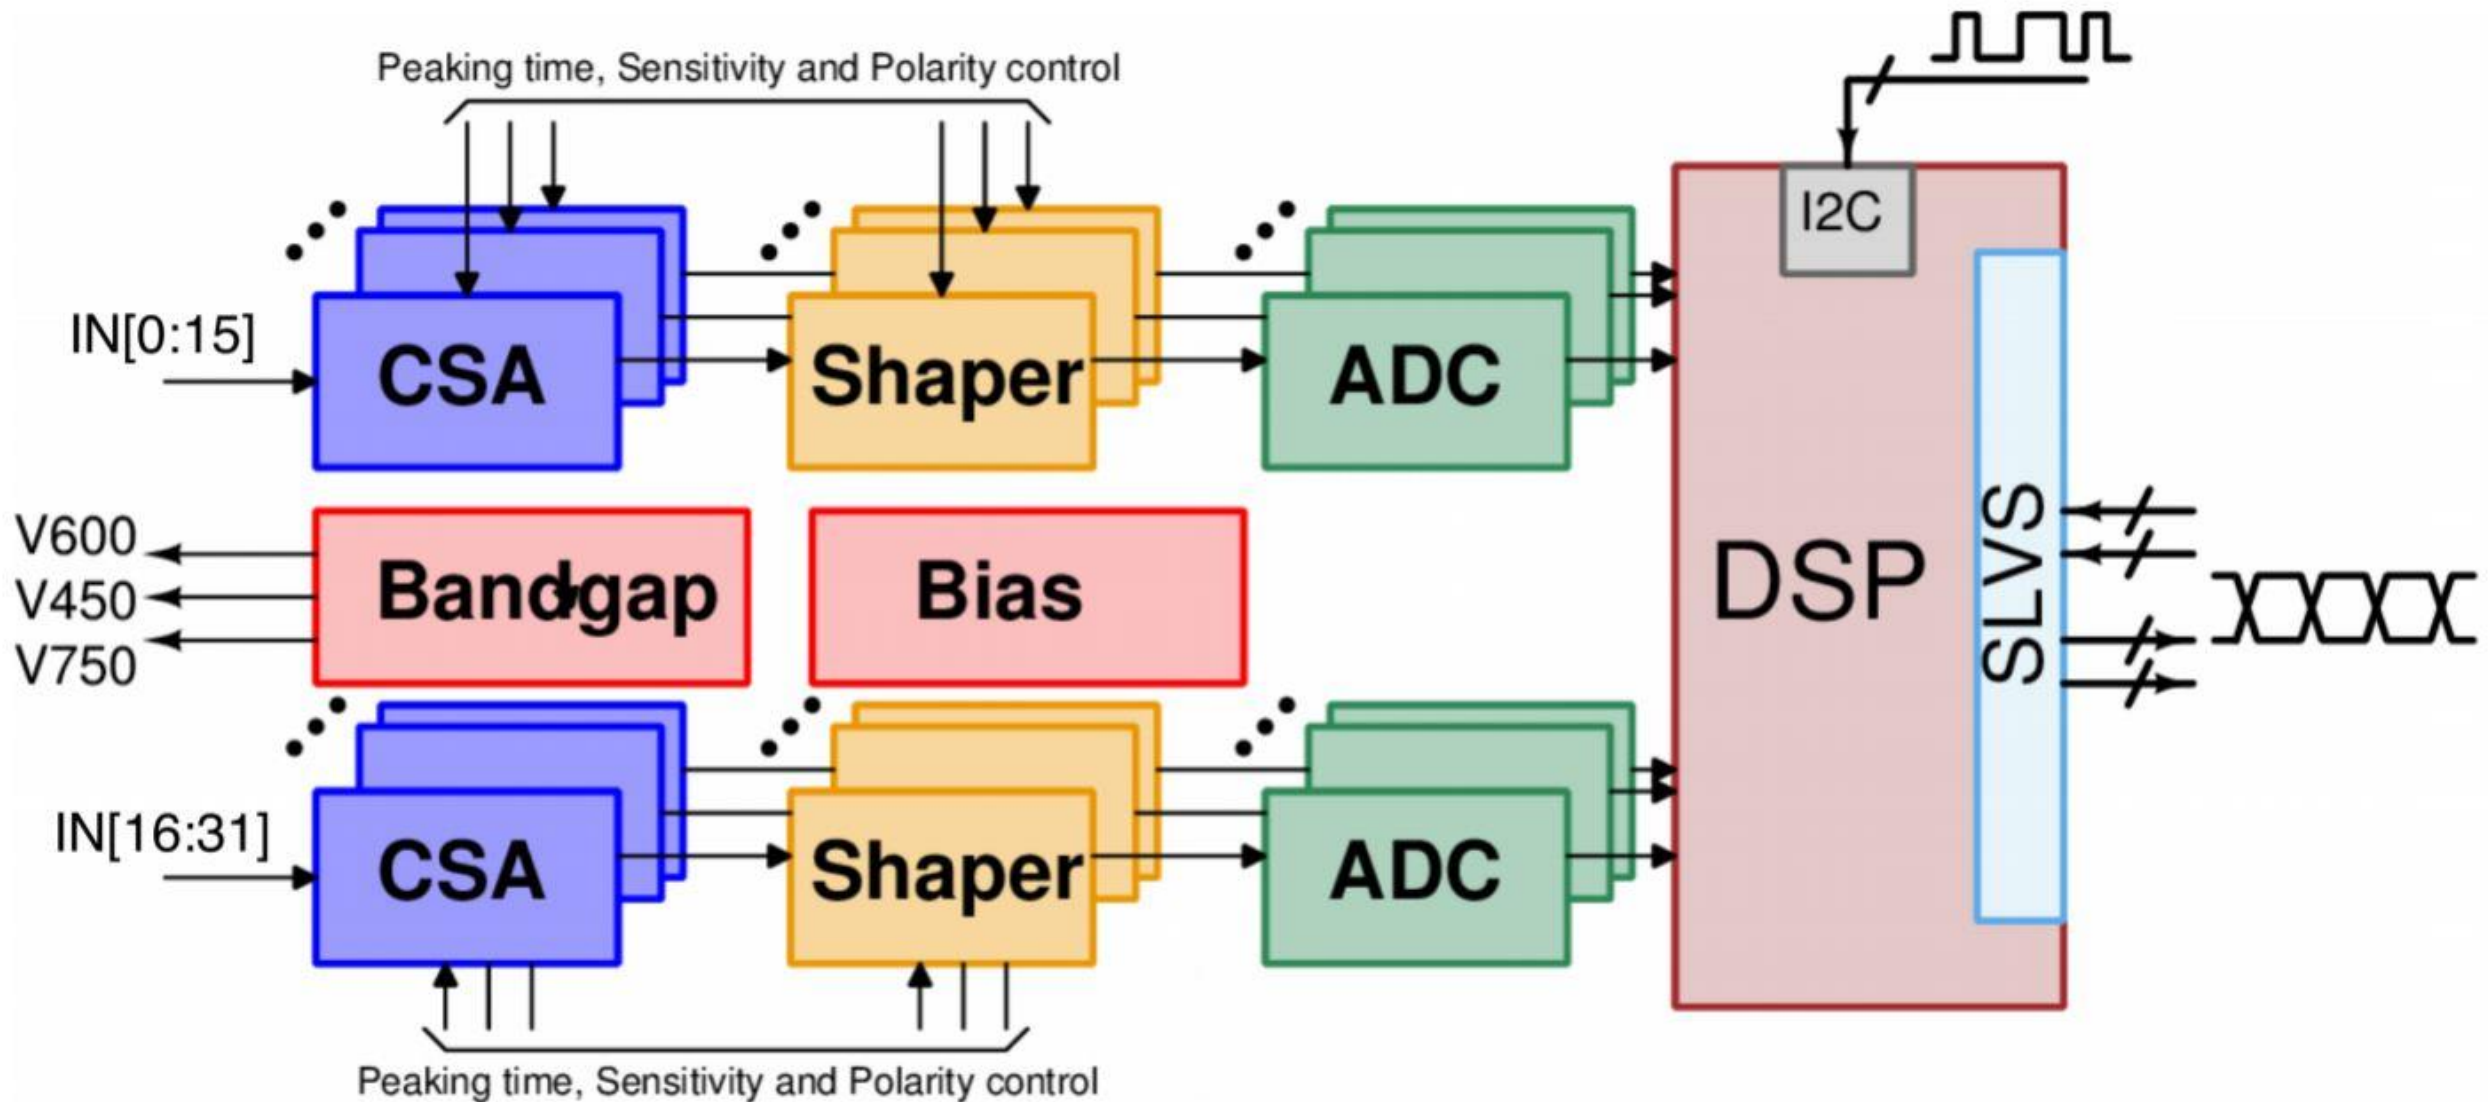 Peaking time, Sensitivity and Polarity control
I2C
IN[0:15]
CSA
Shaper
ADC
V600
V450
V750
Bandgap
Bias
DSP
SLVS
IN[16:31]
CSA
Shaper
ADC
Peaking time, Sensitivity and Polarity control